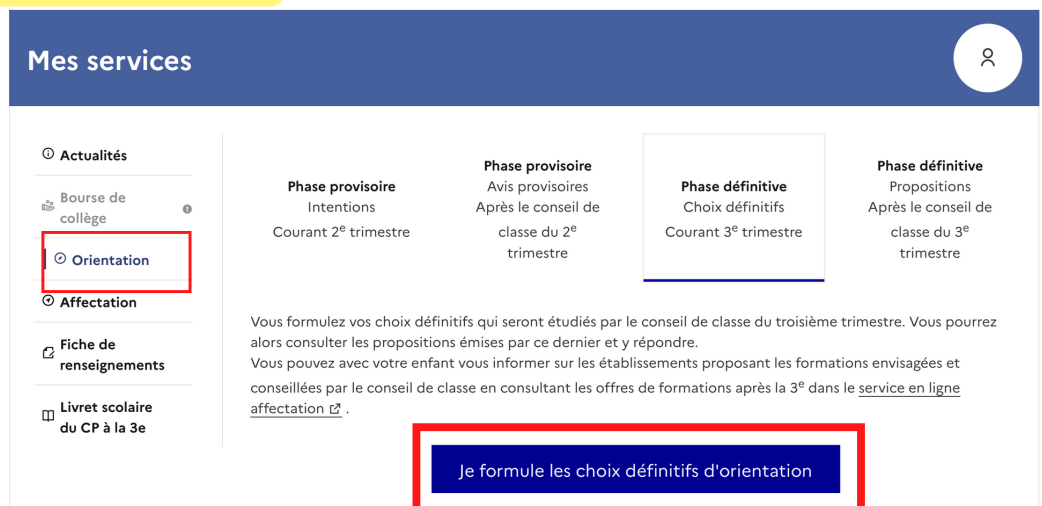 Mes services
Actualités
Bourse de
collège
Orientation
Affectation
Fiche de
renseignements
Livret scolaire
du CP à la 3e
Phase provisoire
Intentions
Courant 2e trimestre
Phase provisoire
Avis provisoires
Après le conseil de
classe du 2e
trimestre
Phase définitive
Choix définitifs
Courant 3e trimestre
Phase définitive
Propositions
Après le conseil de
classe du 3e
trimestre
Vous formulez vos choix définitifs qui seront étudiés par le conseil de classe du troisième trimestre. Vous pourrez
alors consulter les propositions émises par ce dernier et y répondre.
Vous pouvez avec votre enfant vous informer sur les établissements proposant les formations envisagées et
conseillées par le conseil de classe en consultant les offres de formations après la 3e dans le service en ligne
affectation .
Je formule les choix définitifs d'orientation